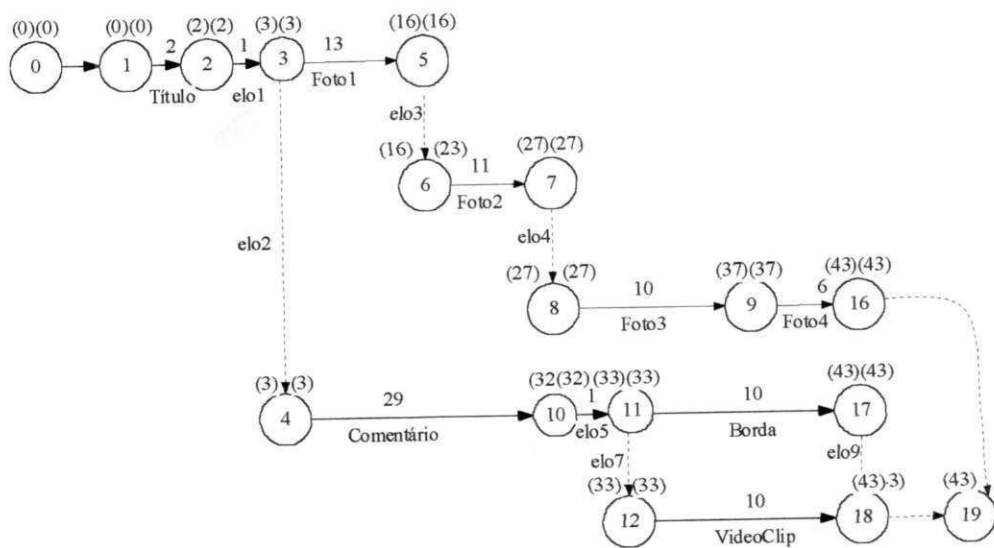 (0)(0) (0)(0) (2)(2) (3)(3) (16)(16)
2 1 13
0 1 2 3 5
Título elo1 Foto1
elo3
(16) (23) (27)(27)
11
6 7
Foto2
elo2 elo4
(27) (27) (37)(37) (43)(43)
10 6
8 9 16
Foto3 Foto4
(3) (3) (32)(32)(33)(33) (43)(43)
29 1 10
4 10 11 17
Comentário elo5 Borda
elo7 elo9
(33) (33) (43) 3) (43)
10
12 18 19
VideoClip